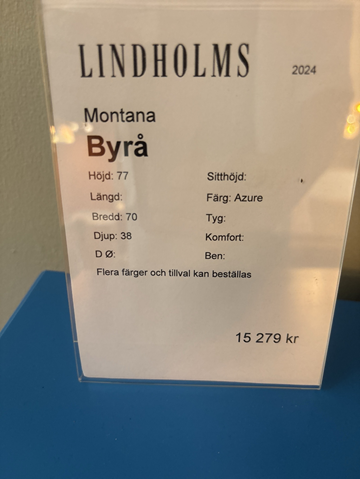 LINDHOLMS 2024
Montana
Byrå
Höjd: 77 Sitthöjd:
Längd: Färg: Azure
Bredd: 70 Typ:
Djup: 38 Komfort:
D Ø: Ben:
Flera färger och tillval kan beställas
15 279 kr